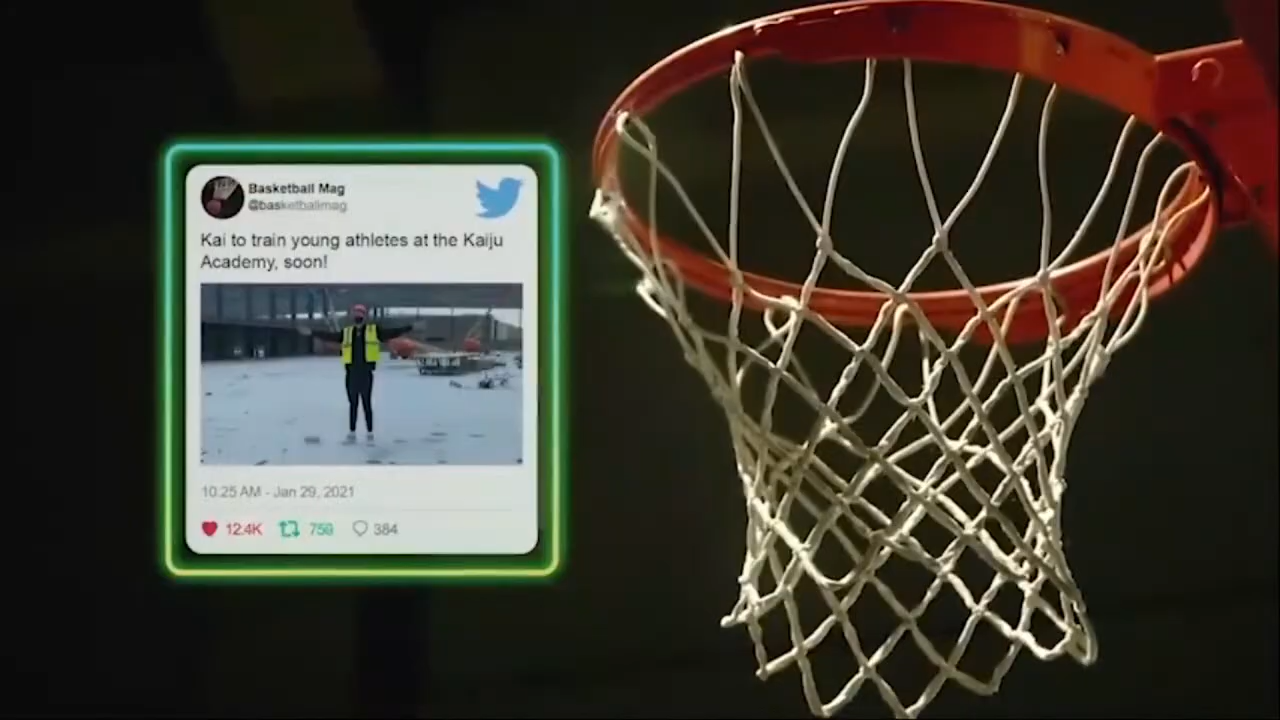 Basketball Mag
@basketballmag
Kai to train young athletes at the Kaiju
Academy, soon!
10:25 AM - Jan 29, 2021
12.4K 759 384